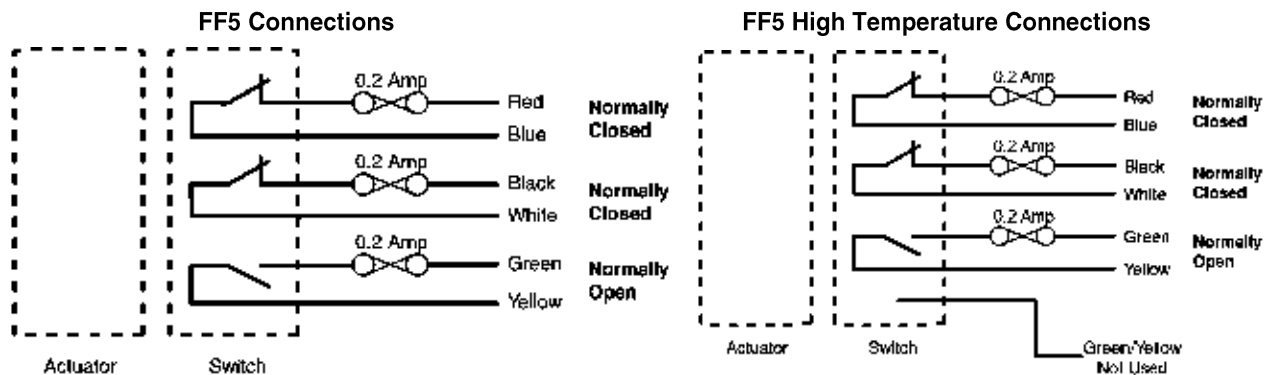 FF5 Connections
0.2 Amp
Red
Blue
Normally
Closed
0.2 Amp
Black
White
Normally
Closed
0.2 Amp
Green
Yellow
Normally
Open
Actuator
Switch
FF5 High Temperature Connections
0.2 Amp
Red
Blue
Normally
Closed
0.2 Amp
Black
White
Normally
Closed
0.2 Amp
Green
Yellow
Normally
Open
Actuator
Switch
Green/Yellow
Not Used